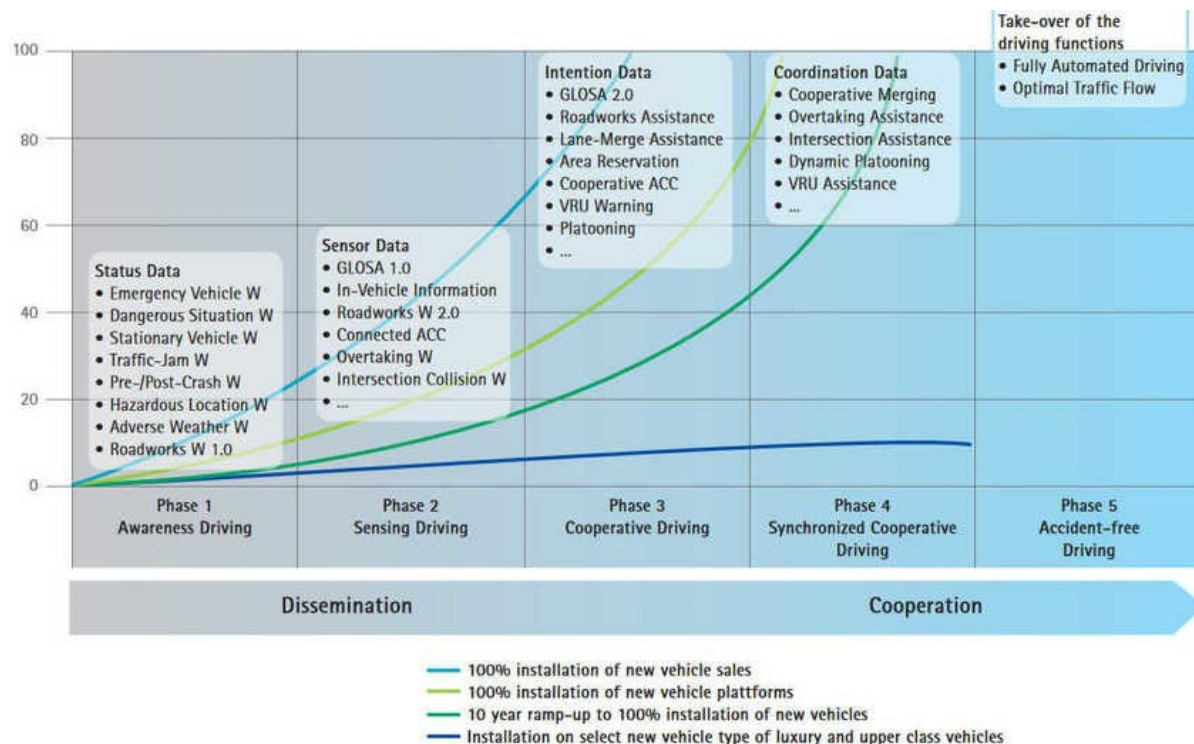 100
80
60
40
20
0
Status Data
• Emergency Vehicle W
• Dangerous Situation W
• Stationary Vehicle W
• Traffic-Jam W
• Pre-/Post-Crash W
• Hazardous Location W
• Adverse Weather W
• Roadworks W 1.0
Sensor Data
• GLOSA 1.0
• In-Vehicle Information
• Roadworks W 2.0
• Connected ACC
• Overtaking W
• Intersection Collision W
• ...
Intention Data
• GLOSA 2.0
• Roadworks Assistance
• Lane-Merge Assistance
• Area Reservation
• Cooperative ACC
• VRU Warning
• Platooning
• ...
Coordination Data
• Cooperative Merging
• Overtaking Assistance
• Intersection Assistance
• Dynamic Platooning
• VRU Assistance
• ...
Take-over of the
driving functions
• Fully Automated Driving
• Optimal Traffic Flow
Phase 1
Awareness Driving
Phase 2
Sensing Driving
Phase 3
Cooperative Driving
Phase 4
Synchronized Cooperative
Driving
Phase 5
Accident-free
Driving
Dissemination
Cooperation
100% installation of new vehicle sales
100% installation of new vehicle plattforms
10 year ramp-up to 100% installation of new vehicles
Installation on select new vehicle type of luxury and upper class vehicles